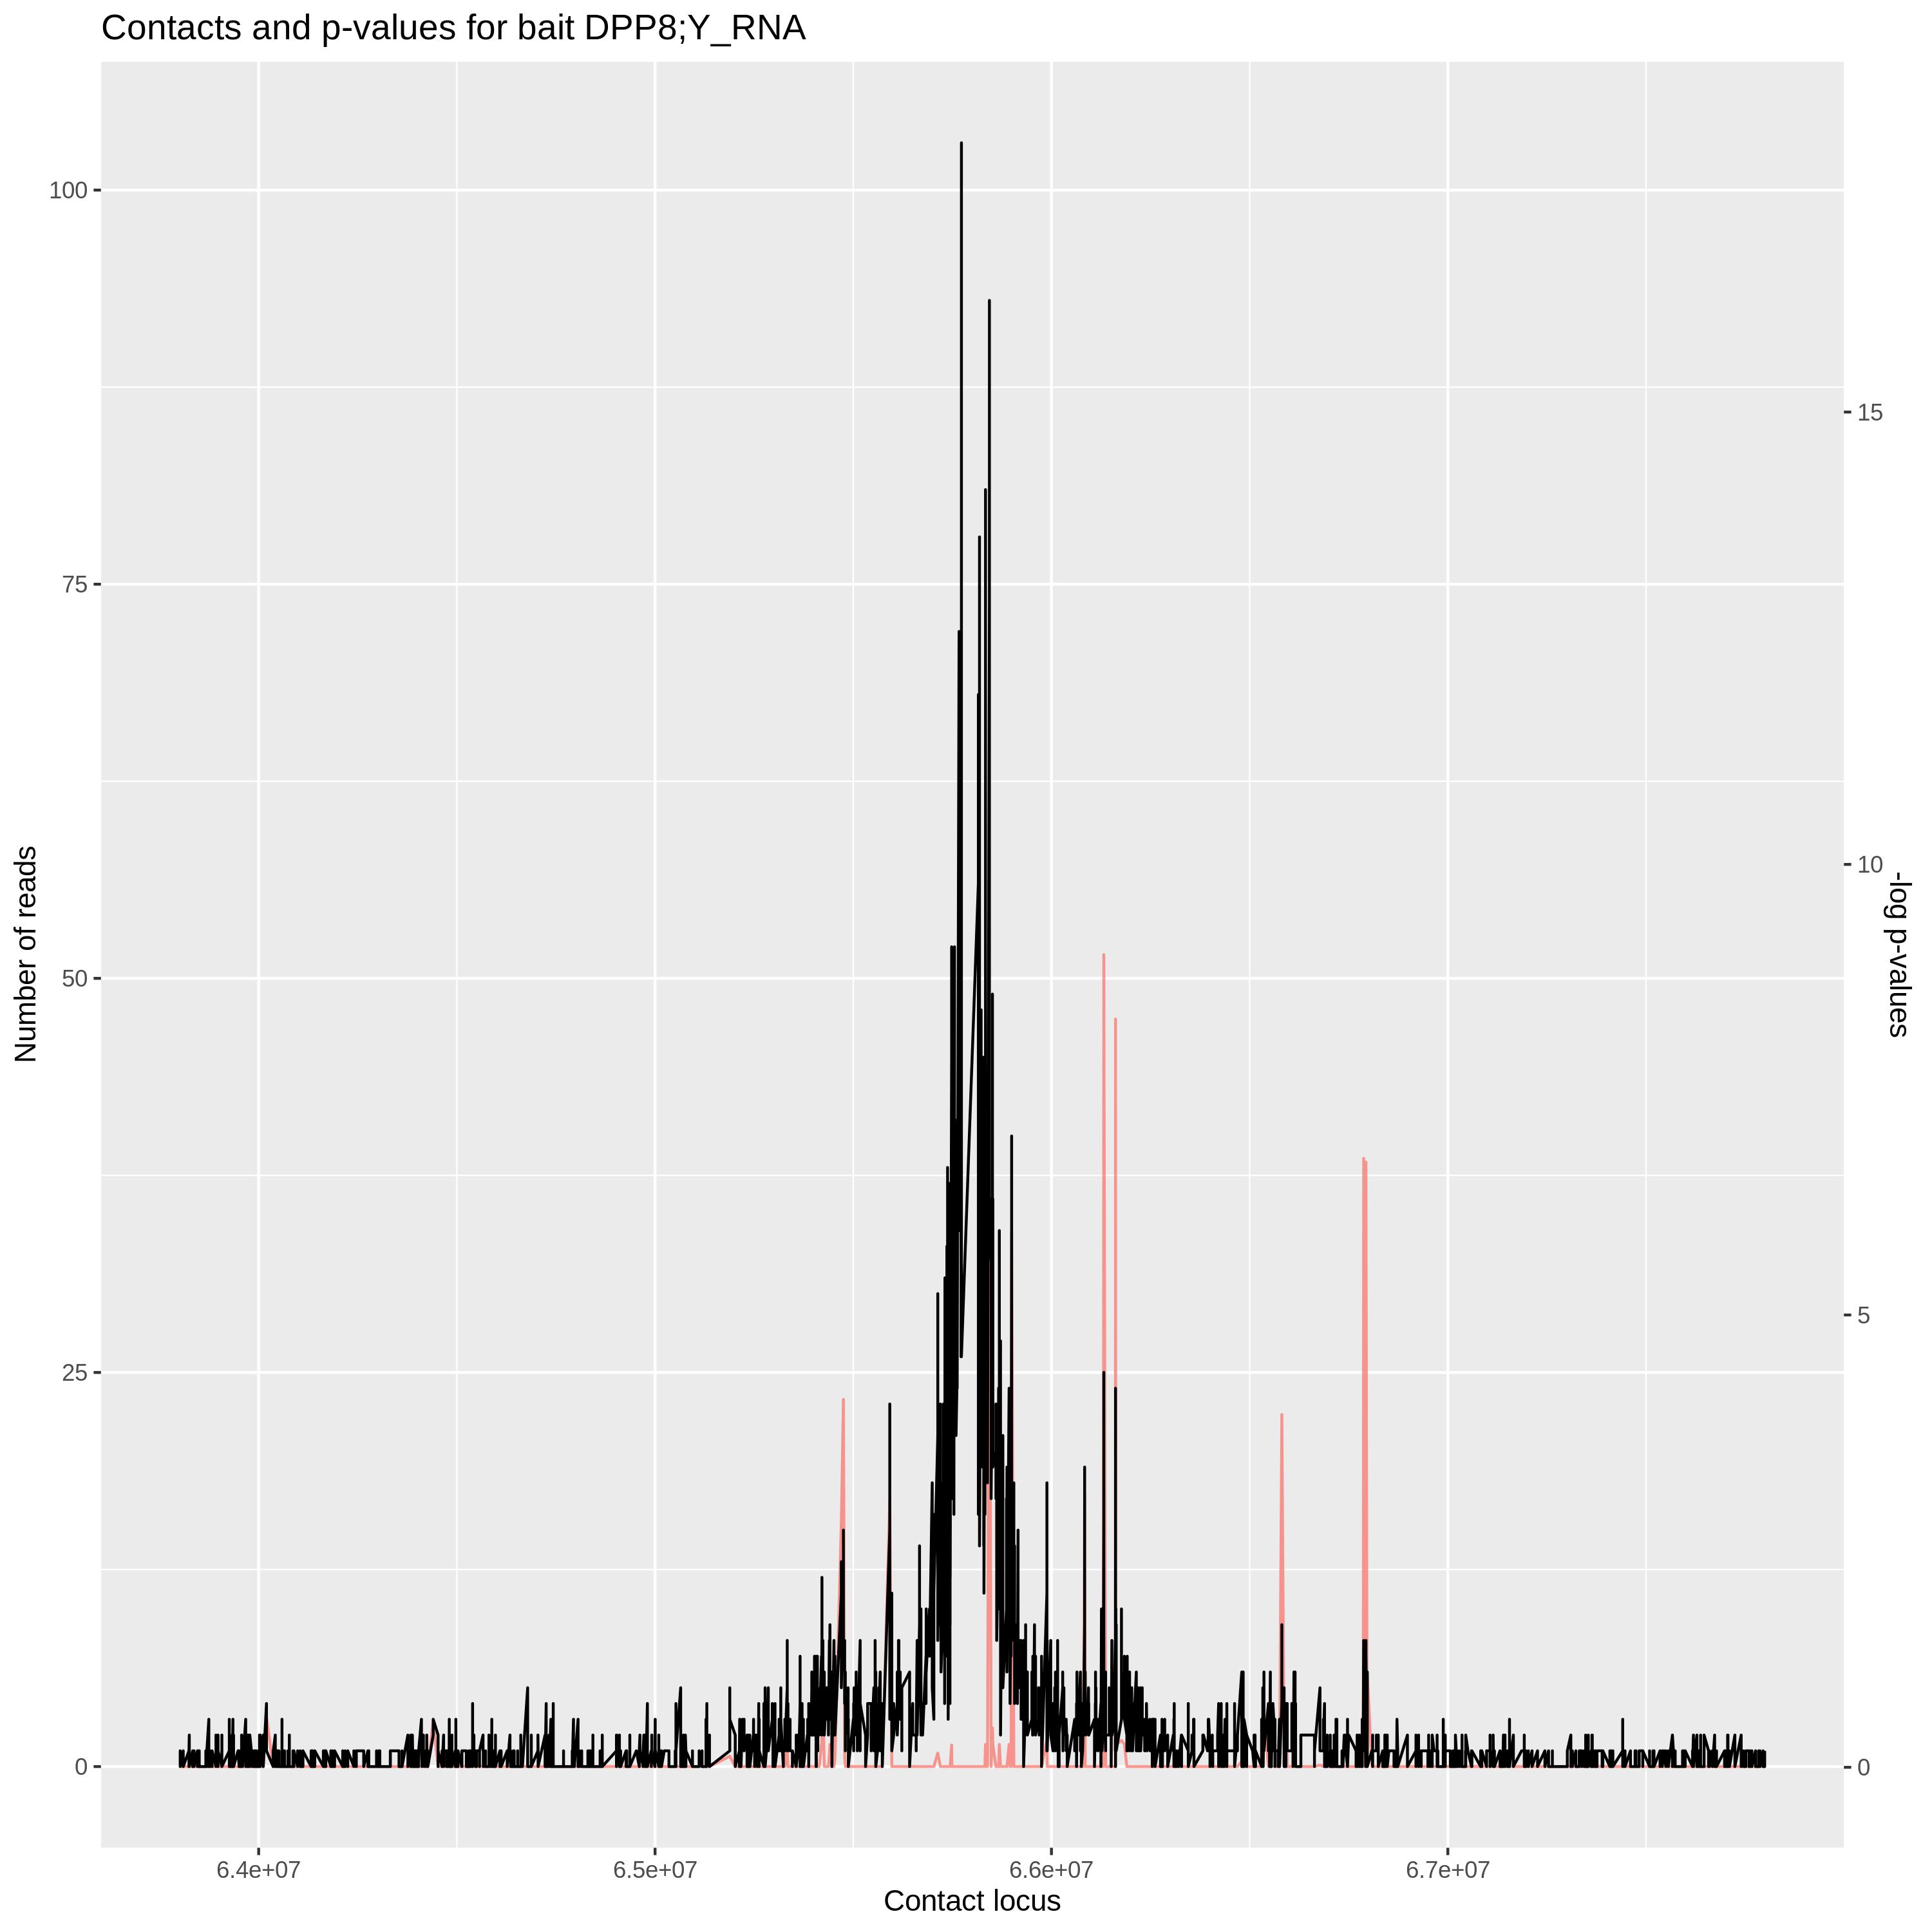 Contacts and p-values for bait DPP8;Y_RNA
100
75
50
25
0
Number of reads
15
10
5
0
-log p-values
6.4e+07
6.5e+07
6.6e+07
6.7e+07
Contact locus